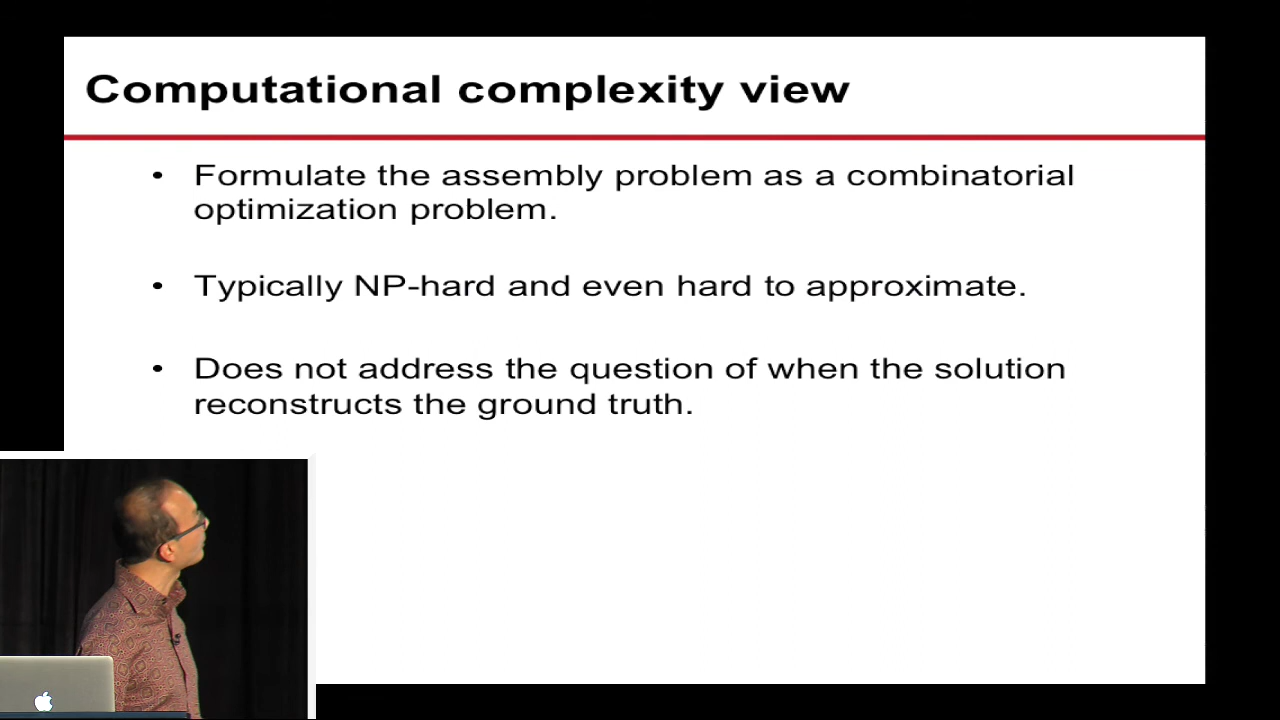 Computational complexity view
• Formulate the assembly problem as a combinatorial
optimization problem.
• Typically NP-hard and even hard to approximate.
• Does not address the question of when the solution
reconstructs the ground truth.